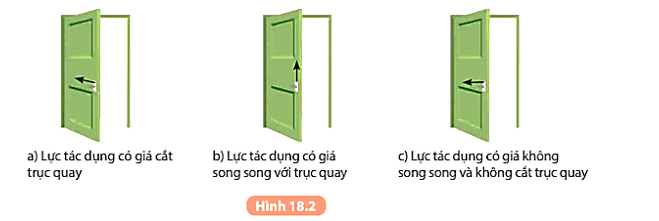 a) Lực tác dụng có giá cắt
trục quay
b) Lực tác dụng có giá
song song với trục quay
c) Lực tác dụng có giá không
song song và không cắt trục quay
Hình 18.2